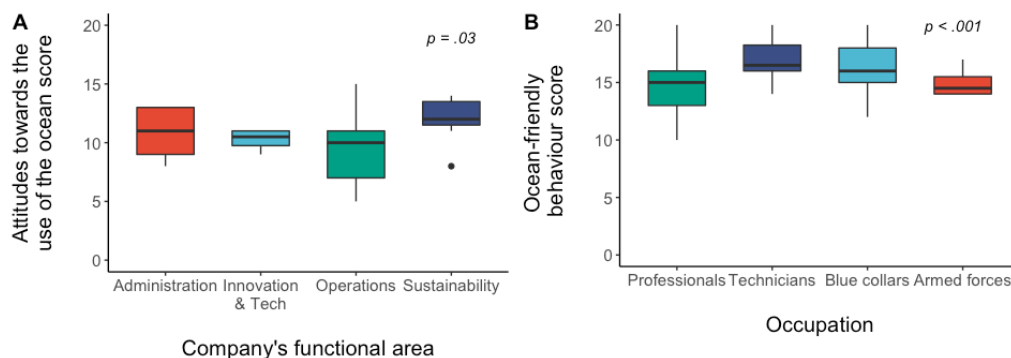 A
Attitudes towards the
use of the ocean score
20
15
10
5
0
p = .03
Administration
Innovation
& Tech
Operations
Sustainability
Company's functional area
B
Ocean-friendly
behaviour score
20
15
10
5
0
p < .001
Professionals
Technicians
Blue collars
Armed forces
Occupation